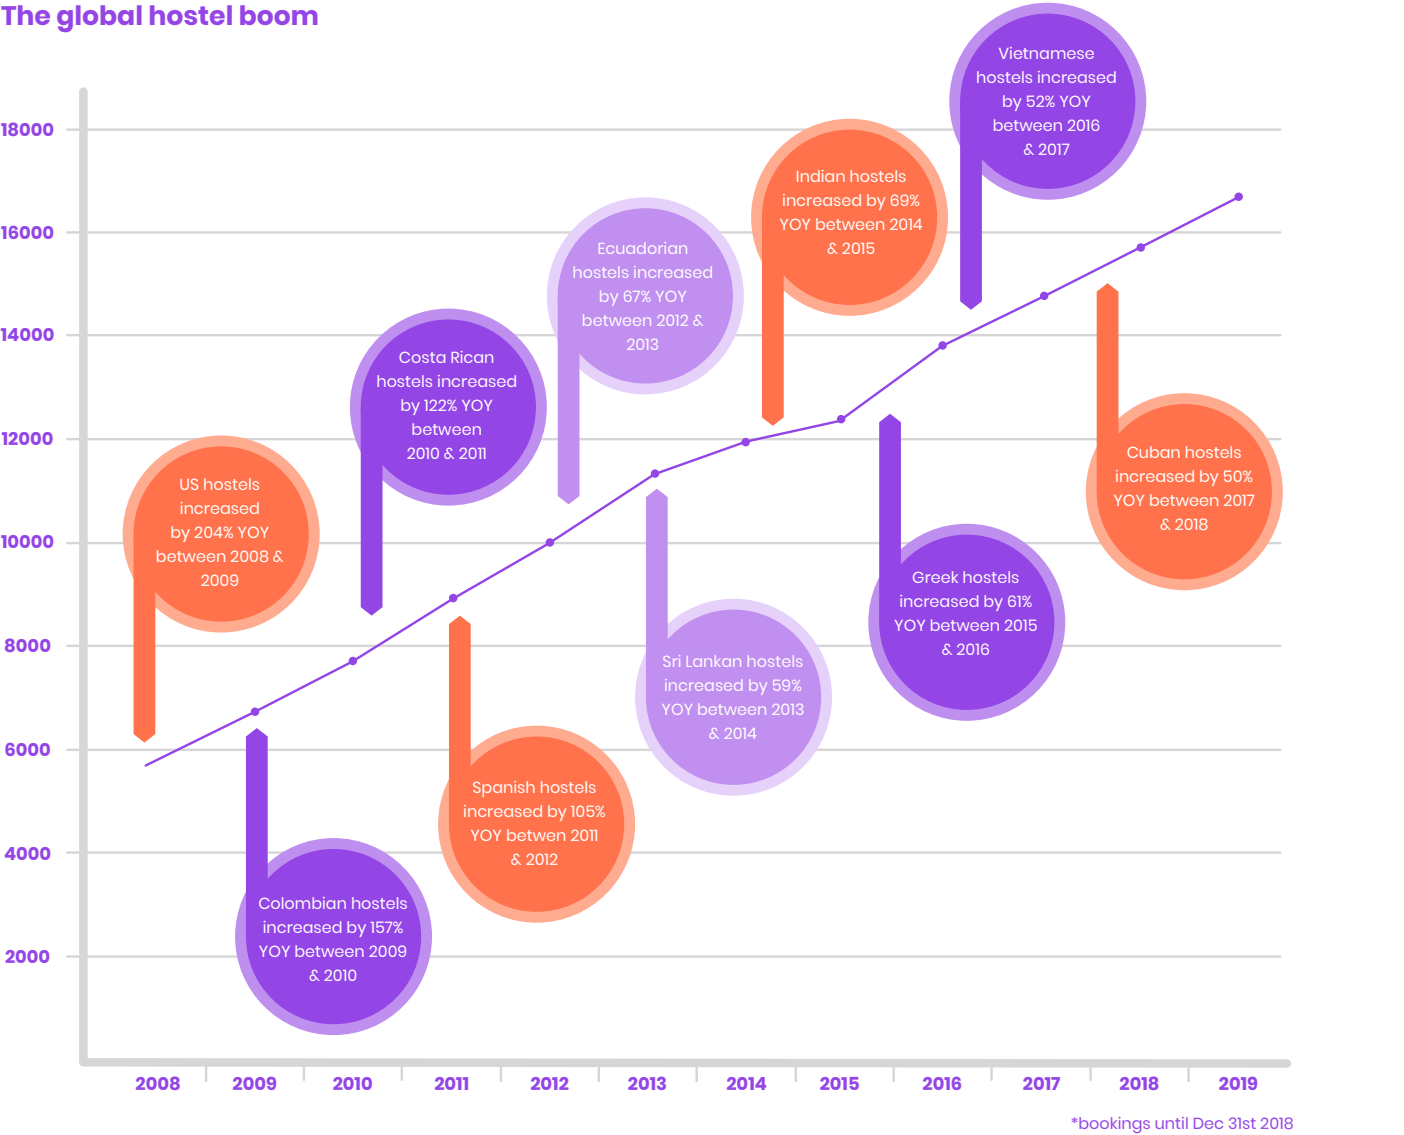 The global hostel boom
18000
16000
14000
12000
10000
8000
6000
4000
2000
US hostels
increased
by 204% YOY
between 2008 &
2009
Colombian hostels
increased by 157%
YOY between 2009
& 2010
Costa Rican
hostels increased
by 122% YOY
between
2010 & 2011
Spanish hostels
increased by 105%
YOY betwen 2011
& 2012
Ecuadorian
hostels increased
by 67% YOY
between 2012 &
2013
Sri Lankan hostels
increased by 59%
YOY between 2013
& 2014
Indian hostels
increased by 69%
YOY between 2014
& 2015
Greek hostels
increased by 61%
YOY between 2015
& 2016
Vietnamese
hostels increased
by 52% YOY
between 2016
& 2017
Cuban hostels
increased by 50%
YOY between 2017
& 2018
2008 2009 2010 2011 2012 2013 2014 2015 2016 2017 2018 2019
*bookings until Dec 31st 2018